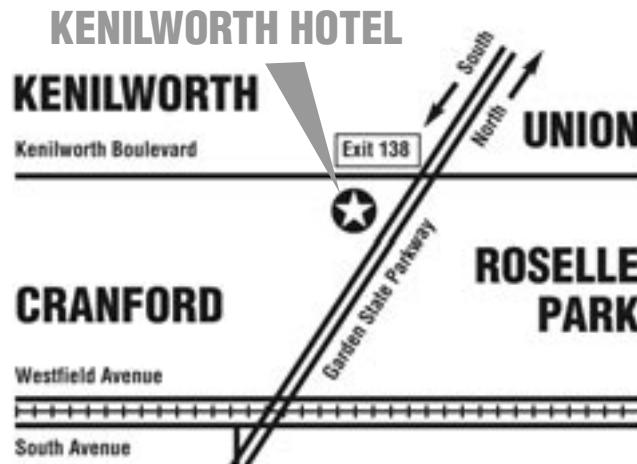 KENILWORTH HOTEL
South
KENILWORTH
North
UNION
Kenilworth Boulevard
Exit 138
Garden State Parkway
ROSELLE
PARK
CRANFORD
Westfield Avenue
South Avenue